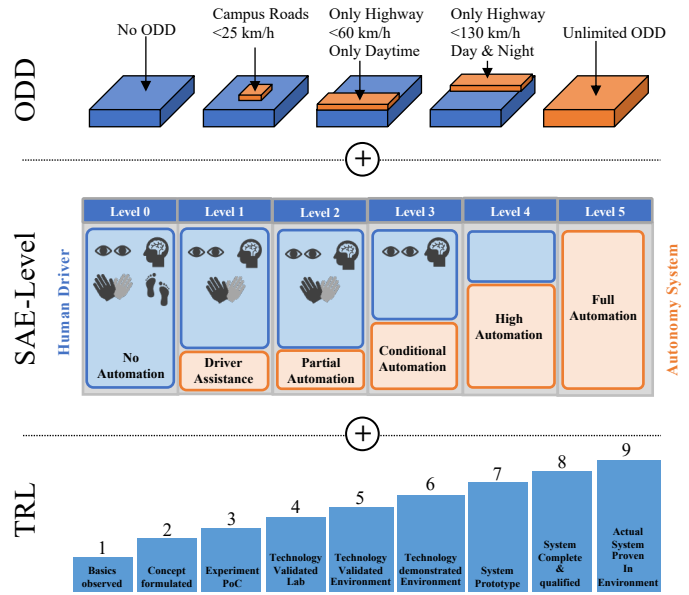 ODD
No ODD
Campus Roads
<25 km/h
Only Highway
<60 km/h
Only Daytime
Only Highway
<130 km/h
Day & Night
Unlimited ODD
+
SAE-Level
Human Driver
Level 0
Level 1
Level 2
Level 3
Level 4
Level 5
No
Automation
Driver
Assistance
Partial
Automation
Conditional
Automation
High
Automation
Full
Automation
Autonomy System
+
TRL
1
Basics
observed
2
Concept
formulated
3
Experiment
PoC
4
Technology
Validated
Lab
5
Technology
Validated
Environment
6
Technology
demonstrated
Environment
7
System
Prototype
8
System
Complete
&
qualified
9
Actual
System
Proven
In
Environment